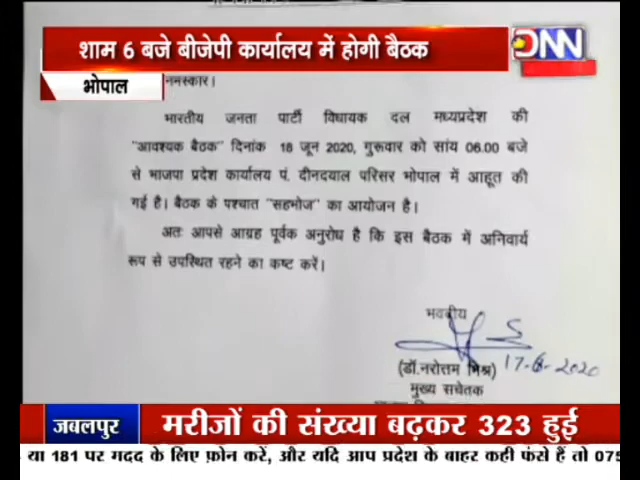 शाम 6 बजे बीजेपी कार्यालय में होगी बैठक
DNN
भोपाल
नमस्कार।
भारतीय जनता पार्टी विधायक दल मध्यप्रदेश की
"आवश्यक बैठक" दिनांक 18 जून 2020, गुरूवार को सांय 06.00 बजे
से भाजपा प्रदेश कार्यालय पं. दीनदयाल परिसर भोपाल में आहूत की
गई है। बैठक के पश्चात "सहभोज" का आयोजन है।
अतः आपसे आग्रह पूर्वक अनुरोध है कि इस बैठक में अनिवार्य
रूप से उपस्थित रहने का कष्ट करें।
भवदीय
(डॉ.नरोत्तम मिश्र) 17-6-2020
मुख्य सचेतक
जबलपुर मरीजों की संख्या बढ़कर 323 हुई
या 181 पर मदद के लिए फ़ोन करें, और यदि आप प्रदेश के बाहर कही फंसे हैं तो 075